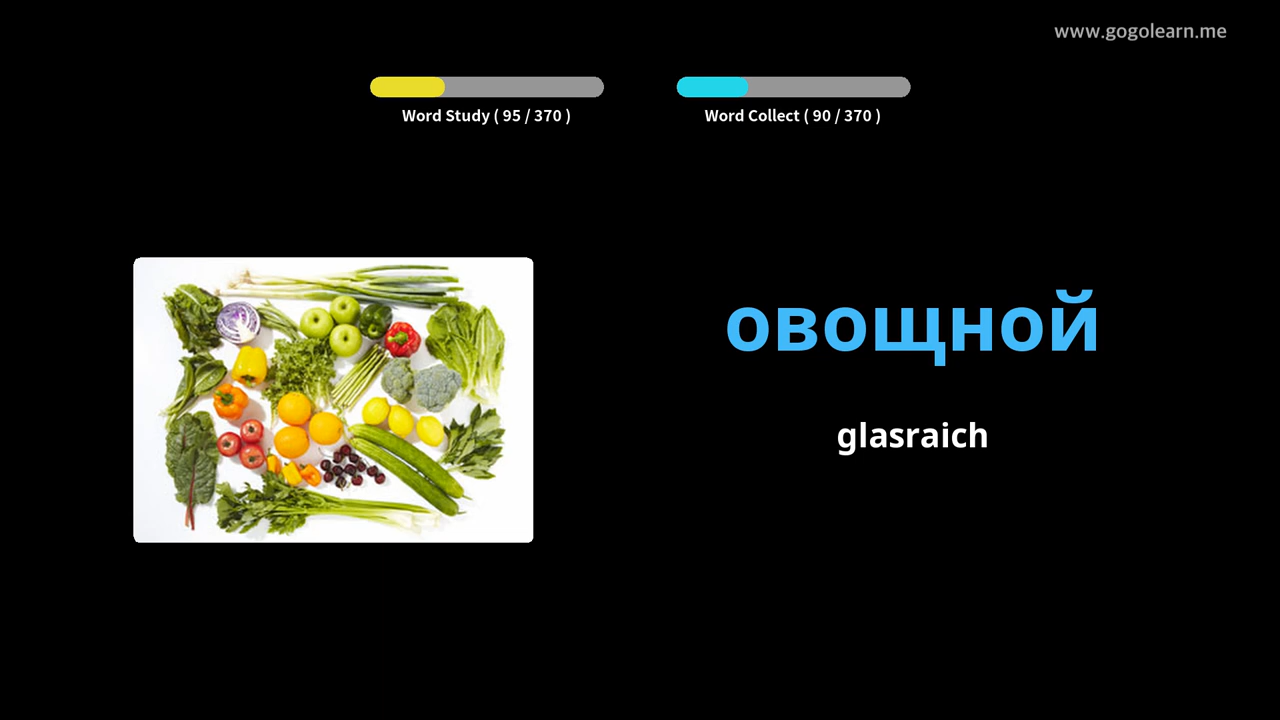 www.gogolearn.me
Word Study ( 95 / 370 )
Word Collect ( 90 / 370 )
овощной
glasraich